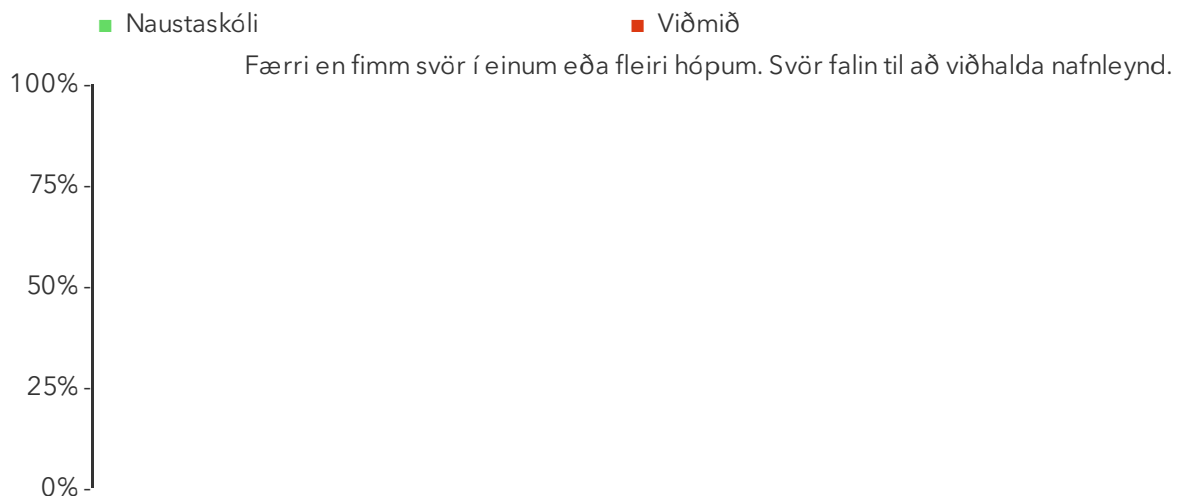 Naustaskóli Viðmið
Færri en fimm svör í einum eða fleiri hópum. Svör falin til að viðhalda nafnleynd.
100%
75%
50%
25%
0%